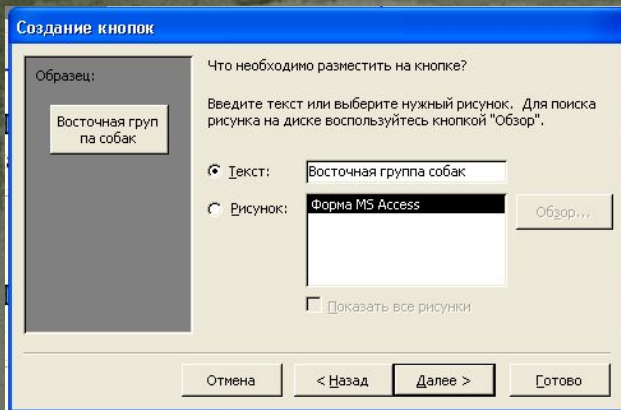 Создание кнопок
Образец:
Восточная груп
па собак
Что необходимо разместить на кнопке?
Введите текст или выберите нужный рисунок. Для поиска
рисунка на диске воспользуйтесь кнопкой "Обзор".
Текст:
Восточная группа собак
Рисунок:
Форма MS Access
Обзор...
Показать все рисунки
Отмена
< Назад
Далее >
Готово